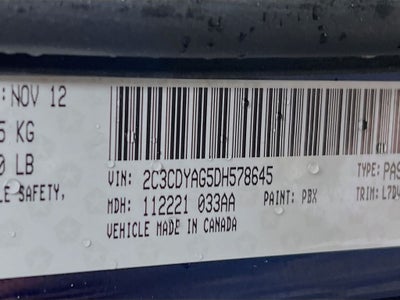 : NOV 12
5 KG
0 LB
LE SAFETY,
VIN: 2C3CDYAG5DH578645
TYPE: PAS
MDH: 112221 033AA
PAINT: PBX
TRIM: L7D
VEHICLE MADE IN CANADA